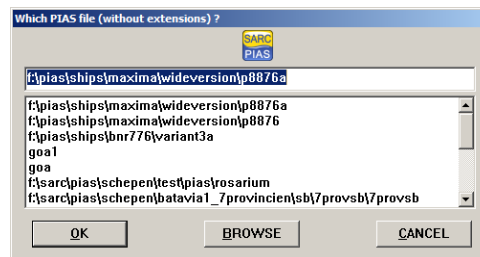 Which PIAS file (without extensions) ?
SARC
PIAS
f:\pias\ships\maxima\wideversion\p8876a
f:\pias\ships\maxima\wideversion\p8876a
f:\pias\ships\maxima\wideversion\p8876
f:\pias\ships\bnr776\variant3a
goa1
goa
f:\sarc\pias\schepen\test\pias\rosarium
f:\sarc\pias\schepen\batavia1_7provincien\sb\7provsb\7provsb
OK
BROWSE
CANCEL